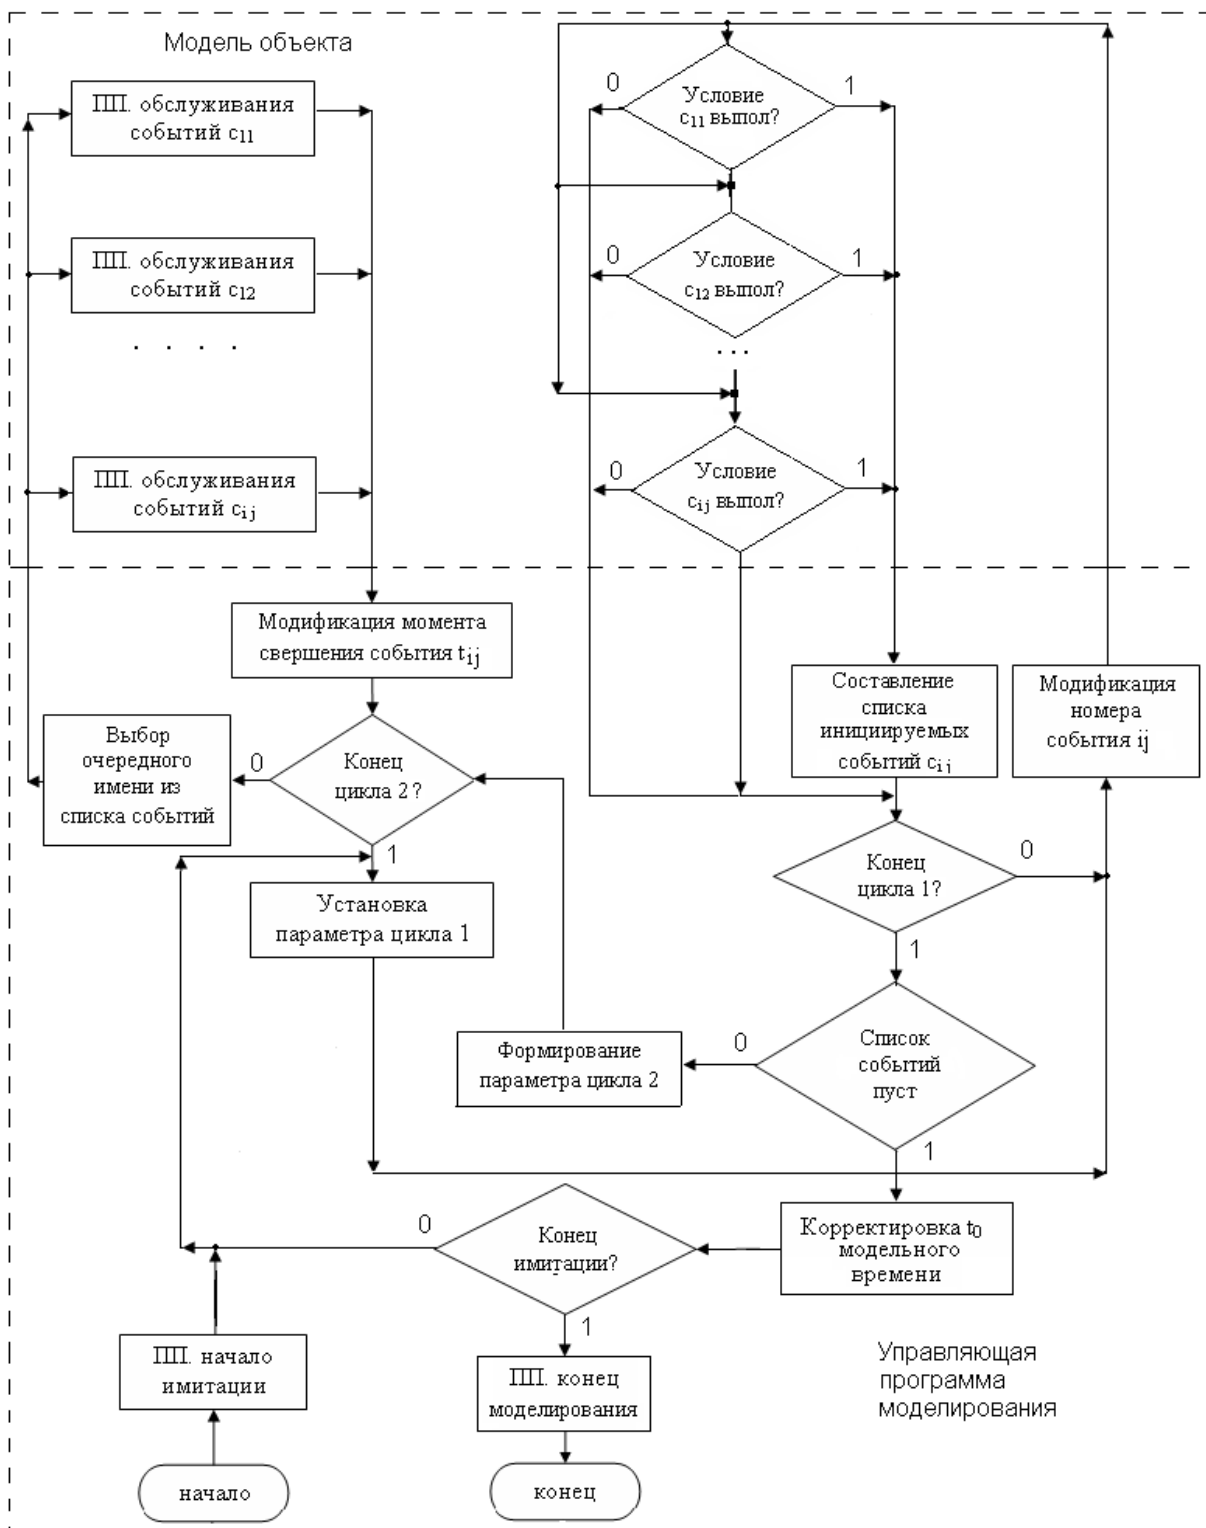 Модель объекта
ПП. обслуживания
событий c11
ПП. обслуживания
событий c12
. . . .
ПП. обслуживания
событий cij
0
Условие
c11 выпол?
1
0
Условие
c12 выпол?
1
...
0
Условие
cij выпол?
1
Модификация момента
свершения события tij
Выбор
очередного
имени из
списка событий
0
Конец
цикла 2?
1
Установка
параметра цикла 1
Составление
списка
инициируемых
событий cij
Модификация
номера
события ij
Конец
цикла 1?
0
1
Формирование
параметра цикла 2
0
Список
событий
пуст
1
0
Конец
имитации?
1
Корректировка t0
модельного
времени
ПП. начало
имитации
начало
ПП. конец
моделирования
конец
Управляющая
программа
моделирования